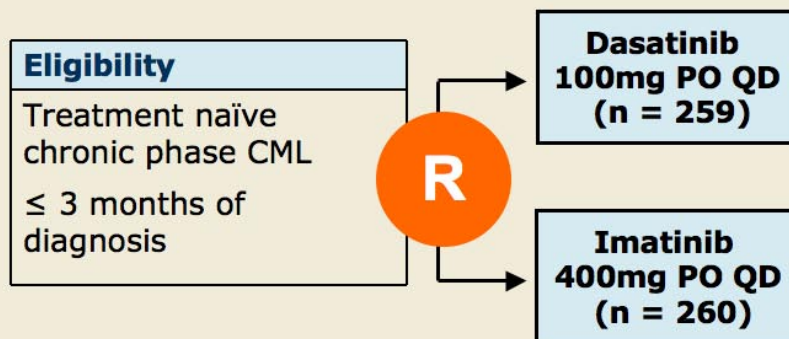 Eligibility
Treatment naïve
chronic phase CML
≤ 3 months of
diagnosis
R
Dasatinib
100mg PO QD
(n = 259)
Imatinib
400mg PO QD
(n = 260)